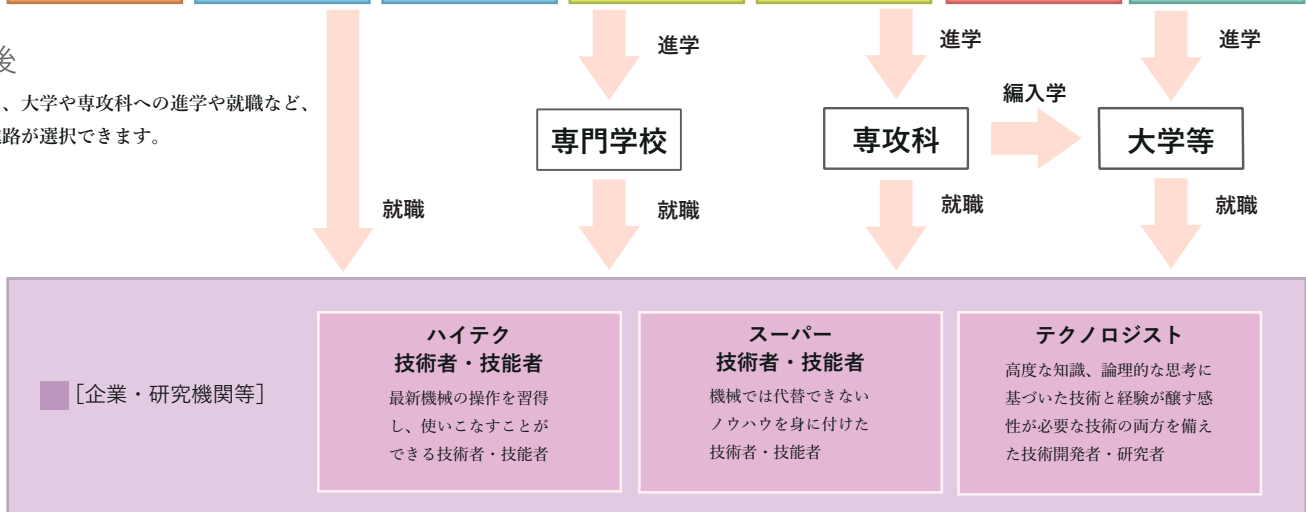 進学
進学
進学
後
、大学や専攻科への進学や就職など、
路が選択できます。
編入学
専門学校
専攻科
大学等
就職
就職
就職
就職
[企業・研究機関等]
ハイテク
技術者・技能者
最新機械の操作を習得
し、使いこなすことが
できる技術者・技能者
スーパー
技術者・技能者
機械では代替できない
ノウハウを身に付けた
技術者・技能者
テクノロジスト
高度な知識、論理的な思考に
基づいた技術と経験が醸す感
性が必要な技術の両方を備え
た技術開発者・研究者